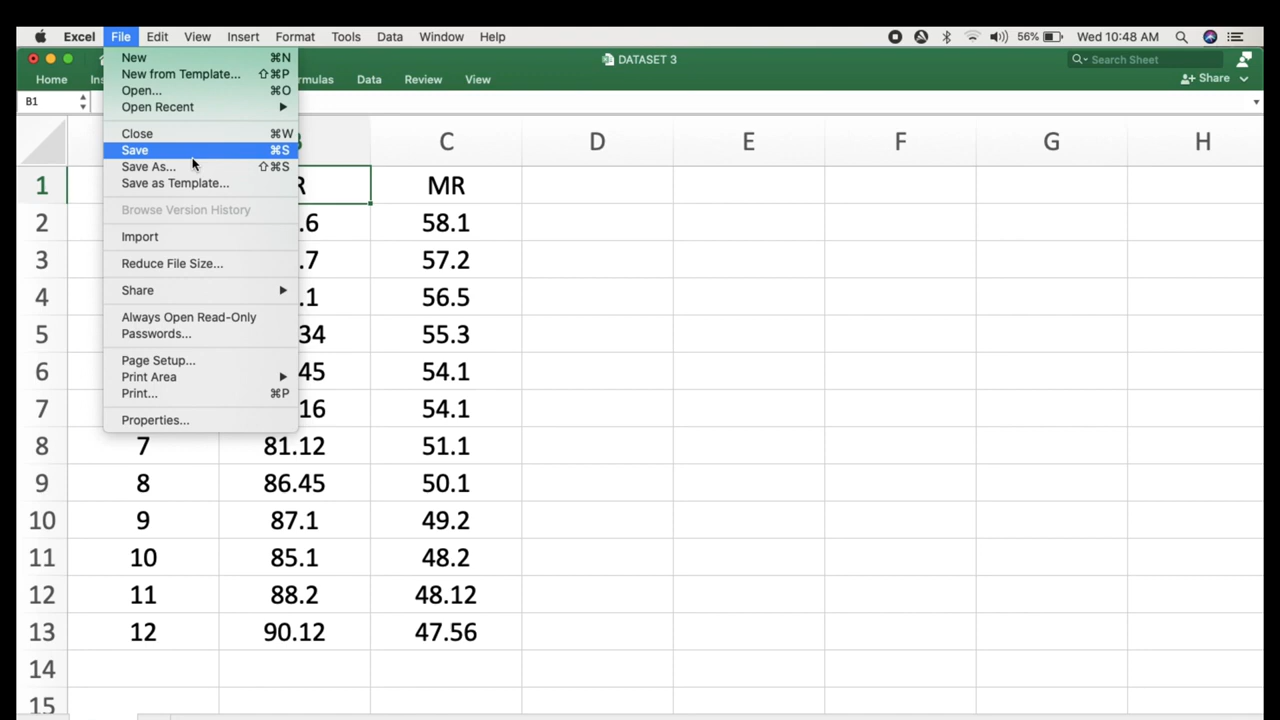 Excel File Edit View Insert Format Tools Data Window Help 56% Wed 10:48 AM
DATASET 3 Search Sheet
Home Data Review View Share
B1
New ⌘N
New from Template... ⇧⌘P
Open... ⌘O
Open Recent
Close ⌘W
Save ⌘S
Save As... ⇧⌘S
Save as Template...
Browse Version History
Import
Reduce File Size...
Share
Always Open Read-Only
Passwords...
Page Setup...
Print Area
Print... ⌘P
Properties...
C D E F G H
1 MR
2 .6 58.1
3 .7 57.2
4 .1 56.5
5 34 55.3
6 45 54.1
7 16 54.1
8 7 81.12 51.1
9 8 86.45 50.1
10 9 87.1 49.2
11 10 85.1 48.2
12 11 88.2 48.12
13 12 90.12 47.56
14
15